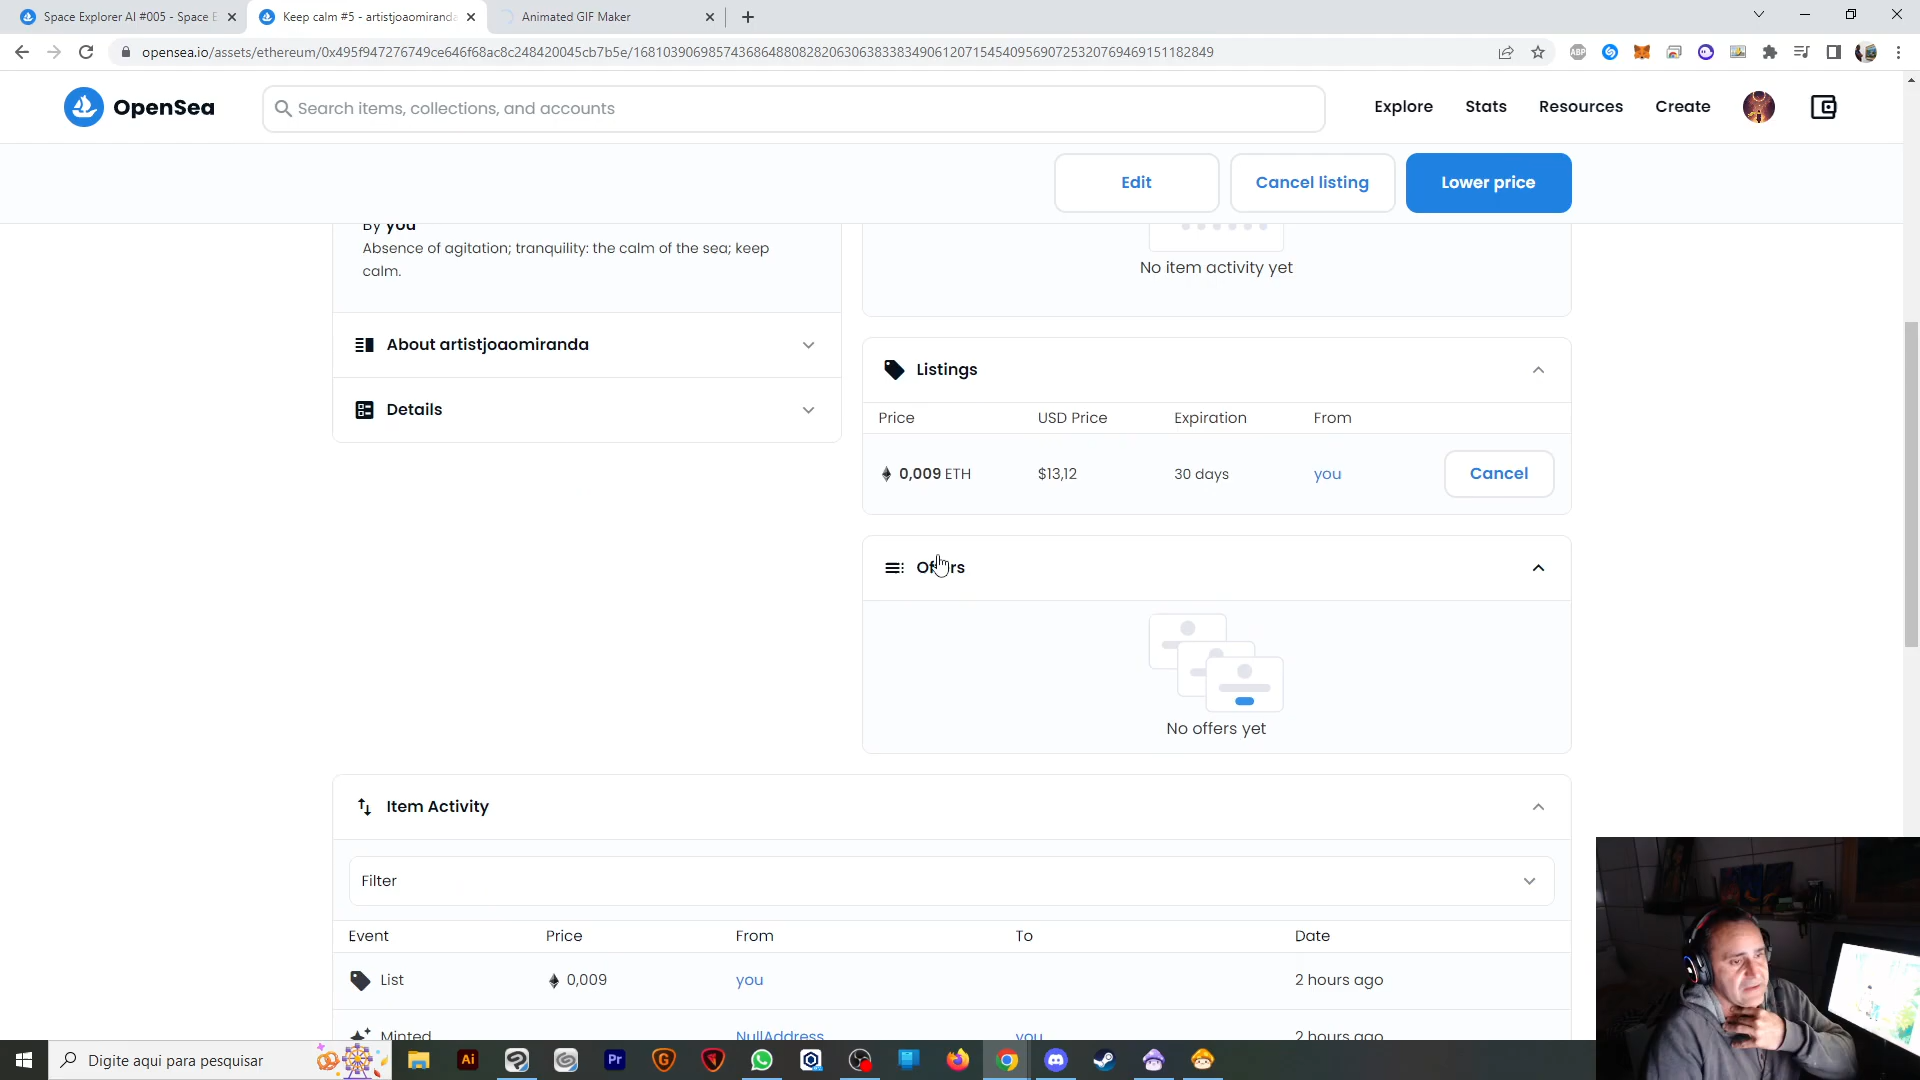 Space Explorer AI #005 - Space E
Keep calm #5 - artistjoaomiranda
Animated GIF Maker
opensea.io/assets/ethereum/0x495f947276749ce646f68ac8c248420045cb7b5e/16810390698574368648808282063063833834906120715454095690725320769469151182849
OpenSea
Search items, collections, and accounts
Explore
Stats
Resources
Create
Edit
Cancel listing
Lower price
By you
Absence of agitation; tranquility: the calm of the sea; keep
calm.
About artistjoaomiranda
Details
No item activity yet
Listings
Price
USD Price
Expiration
From
0,009 ETH
$13,12
30 days
you
Cancel
Offers
No offers yet
Item Activity
Filter
Event
Price
From
To
Date
List
0,009
you
2 hours ago
Minted
NullAddress
you
2 hours ago
Digite aqui para pesquisar
Ai
Pr
ABP